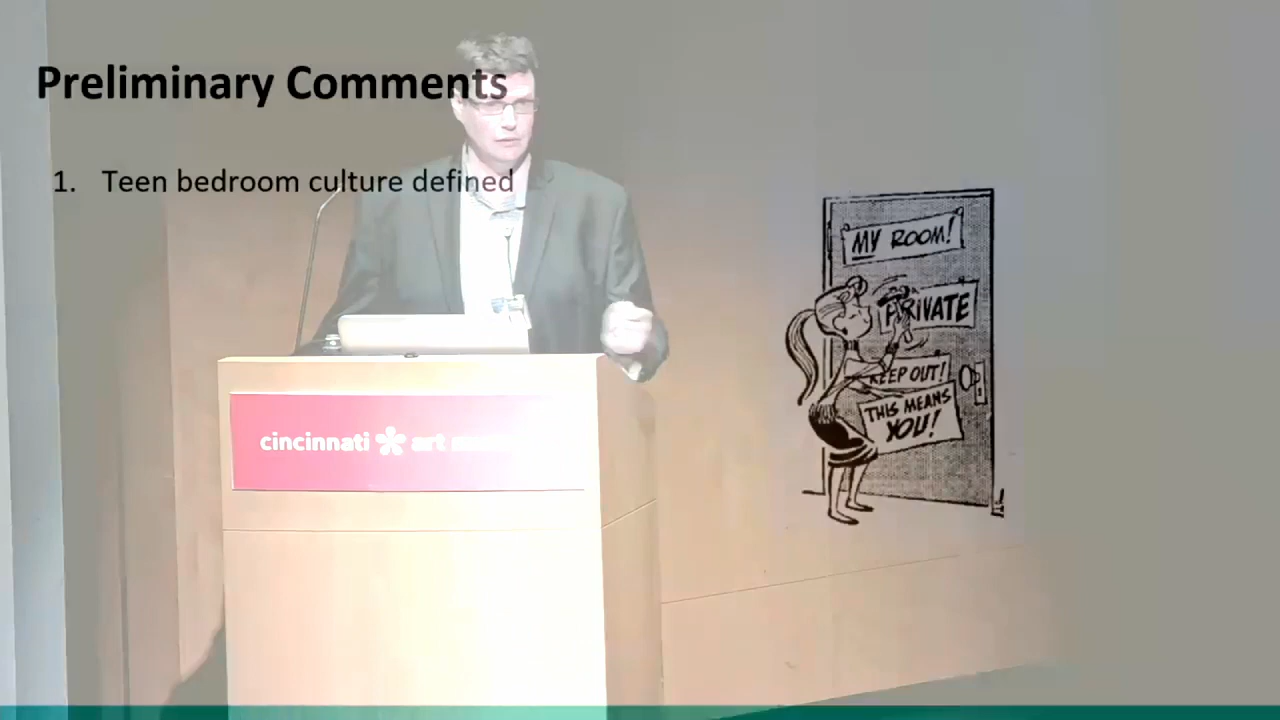 Preliminary Comments
1. Teen bedroom culture defined
MY ROOM!
PRIVATE
KEEP OUT!
THIS MEANS
YOU!
cincinnati art